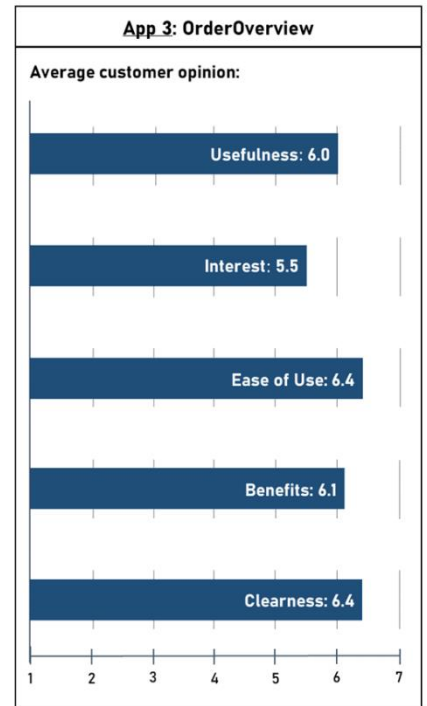 App 3: OrderOverview
Average customer opinion:
Usefulness: 6.0
Interest: 5.5
Ease of Use: 6.4
Benefits: 6.1
Clearness: 6.4
1 2 3 4 5 6 7